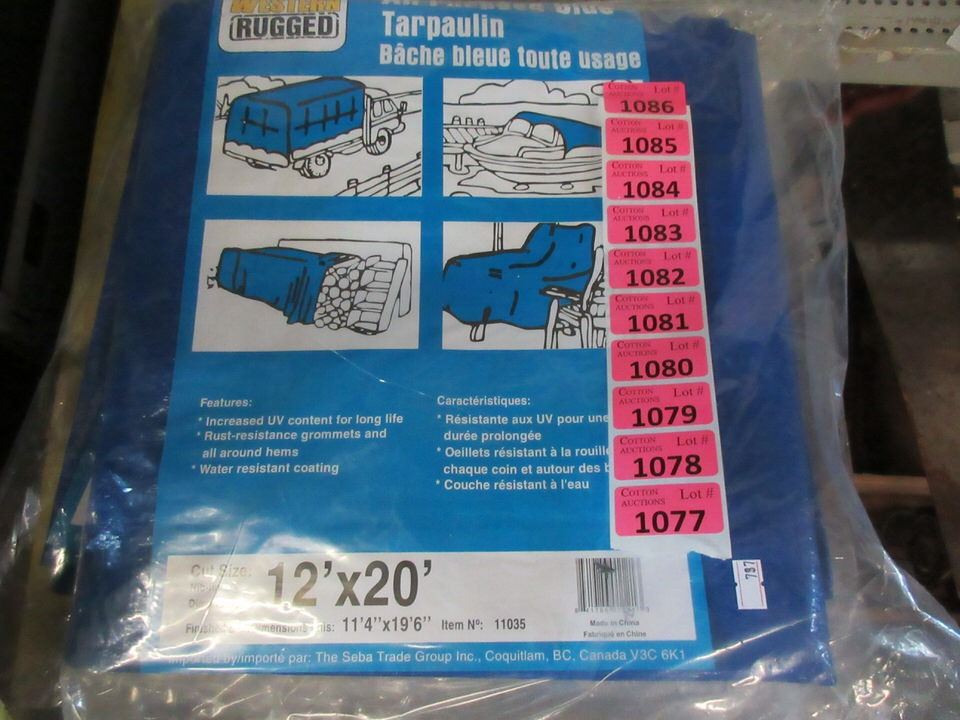 WESTERN
RUGGED
Tarpaulin
Bâche bleue toute usage
COTTON AUCTIONS Lot #
1086
COTTON AUCTIONS Lot #
1085
COTTON AUCTIONS Lot #
1084
COTTON AUCTIONS Lot #
1083
COTTON AUCTIONS Lot #
1082
COTTON AUCTIONS Lot #
1081
COTTON AUCTIONS Lot #
1080
COTTON AUCTIONS Lot #
1079
COTTON AUCTIONS Lot #
1078
COTTON AUCTIONS Lot #
1077
Features:
* Increased UV content for long life
* Rust-resistance grommets and
all around hems
* Water resistant coating
Caractéristiques:
* Résistante aux UV pour une
durée prolongée
* Oeillets résistant à la rouille
chaque coin et autour des
* Couche résistant à l'eau
Cut Size:
12'x20'
11'4"x19'6" Item Nº: 11035
Made in China
Fabriqué en Chine
787
Imported by/importé par: The Seba Trade Group Inc., Coquitlam, BC, Canada V3C 6K1